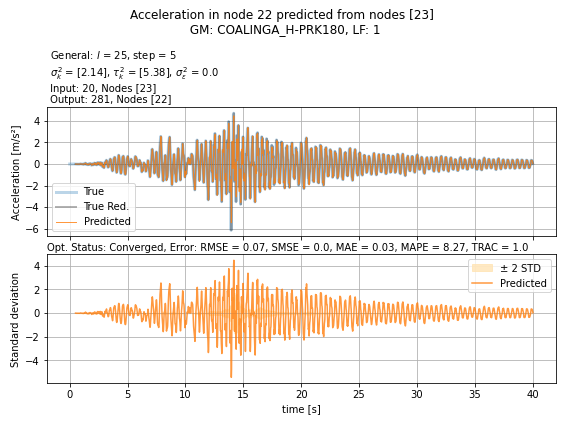 Acceleration in node 22 predicted from nodes [23]
GM: COALINGA_H-PRK180, LF: 1
General: l = 25, step = 5
σ²ₖ = [2.14], τ²ₖ = [5.38], σ²ε = 0.0
Input: 20, Nodes [23]
Output: 281, Nodes [22]
Acceleration [m/s²]
4
2
0
−2
−4
−6
True
True Red.
Predicted
Opt. Status: Converged, Error: RMSE = 0.07, SMSE = 0.0, MAE = 0.03, MAPE = 8.27, TRAC = 1.0
Standard deviation
4
2
0
−2
−4
± 2 STD
Predicted
0 5 10 15 20 25 30 35 40
time [s]